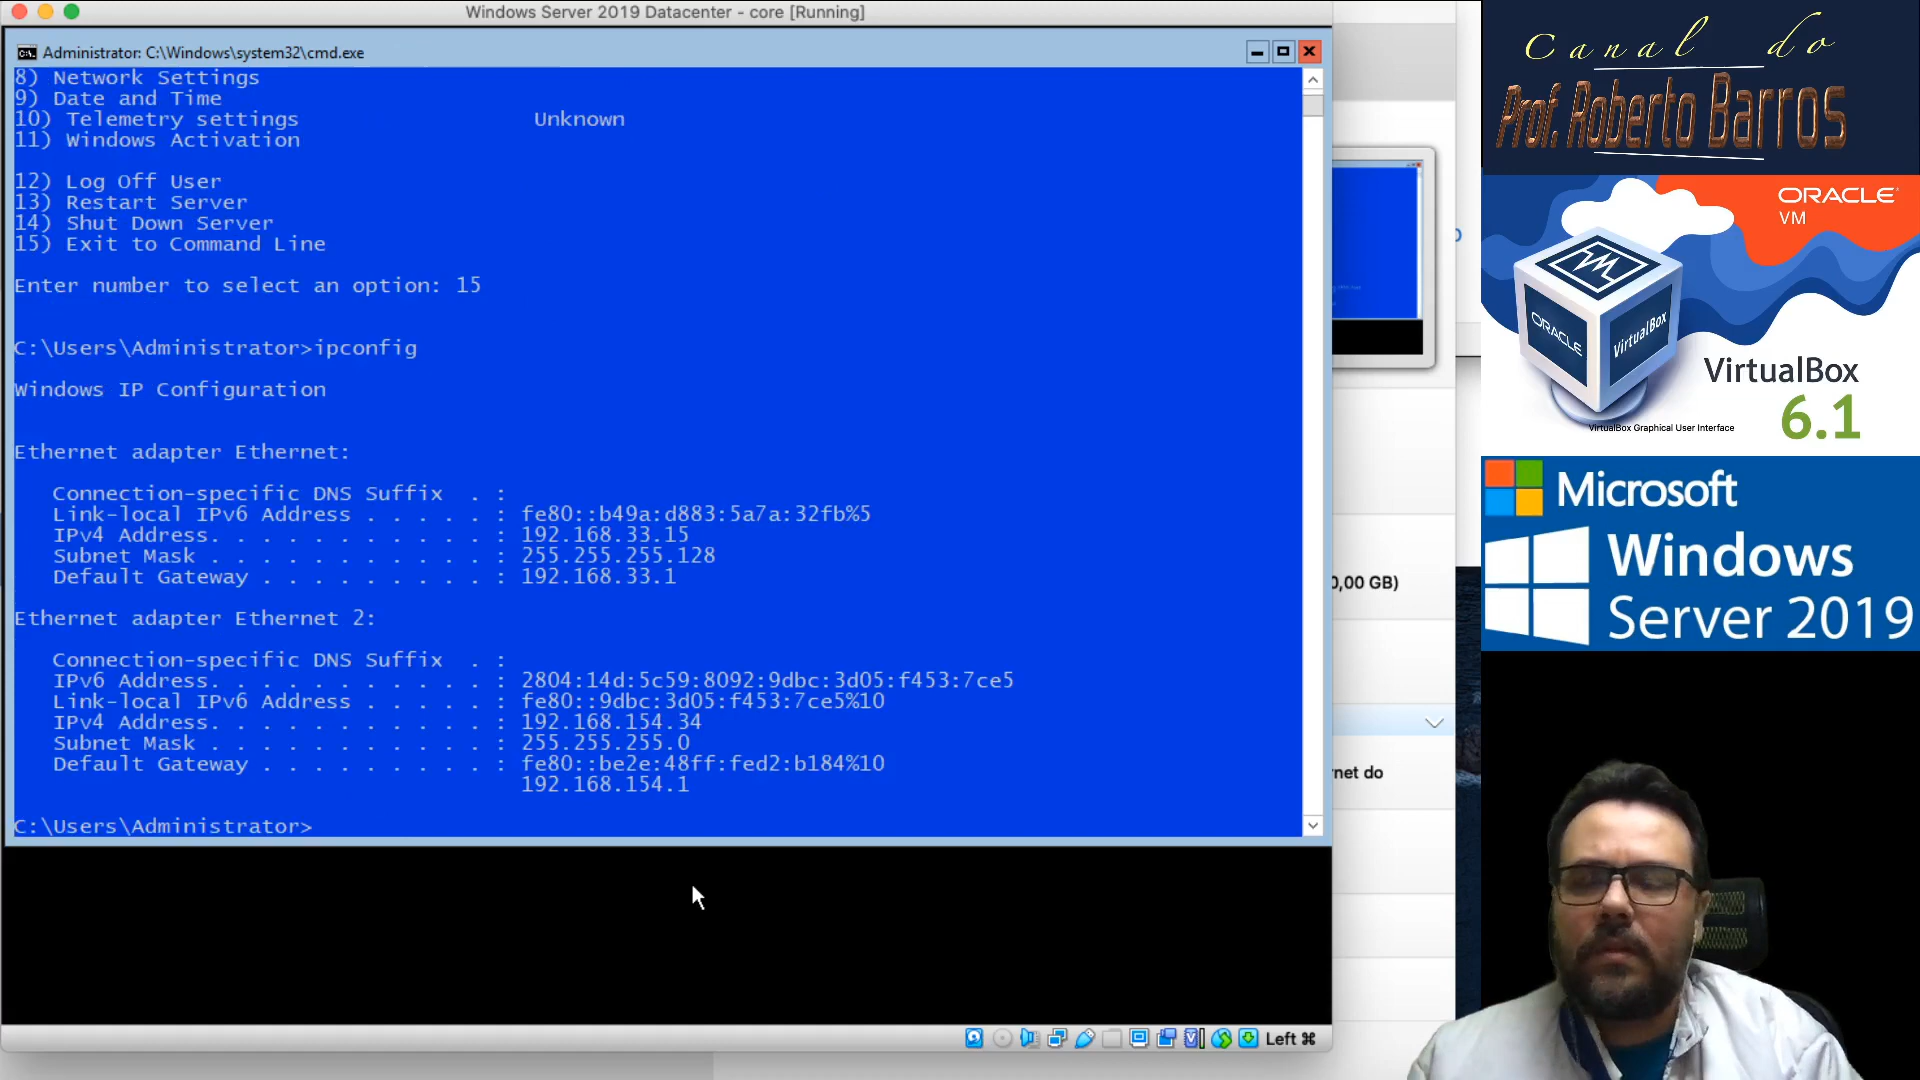 Windows Server 2019 Datacenter - core [Running]
Administrator: C:\Windows\system32\cmd.exe
8) Network Settings
9) Date and Time
10) Telemetry settings Unknown
11) Windows Activation
12) Log Off User
13) Restart Server
14) Shut Down Server
15) Exit to Command Line
Enter number to select an option: 15
C:\Users\Administrator>ipconfig
Windows IP Configuration
Ethernet adapter Ethernet:
Connection-specific DNS Suffix . :
Link-local IPv6 Address . . . . . : fe80::b49a:d883:5a7a:32fb%5
IPv4 Address. . . . . . . . . . . : 192.168.33.15
Subnet Mask . . . . . . . . . . . : 255.255.255.128
Default Gateway . . . . . . . . . : 192.168.33.1
Ethernet adapter Ethernet 2:
Connection-specific DNS Suffix . :
IPv6 Address. . . . . . . . . . . : 2804:14d:5c59:8092:9dbc:3d05:f453:7ce5
Link-local IPv6 Address . . . . . : fe80::9dbc:3d05:f453:7ce5%10
IPv4 Address. . . . . . . . . . . : 192.168.154.34
Subnet Mask . . . . . . . . . . . : 255.255.255.0
Default Gateway . . . . . . . . . : fe80::be2e:48ff:fed2:b184%10
192.168.154.1
C:\Users\Administrator>
Left ⌘
0,00 GB)
net do
Canal do
Prof. Roberto Barros
ORACLE
VM
ORACLE
VirtualBox
VirtualBox
6.1
VirtualBox Graphical User Interface
Microsoft
Windows
Server 2019